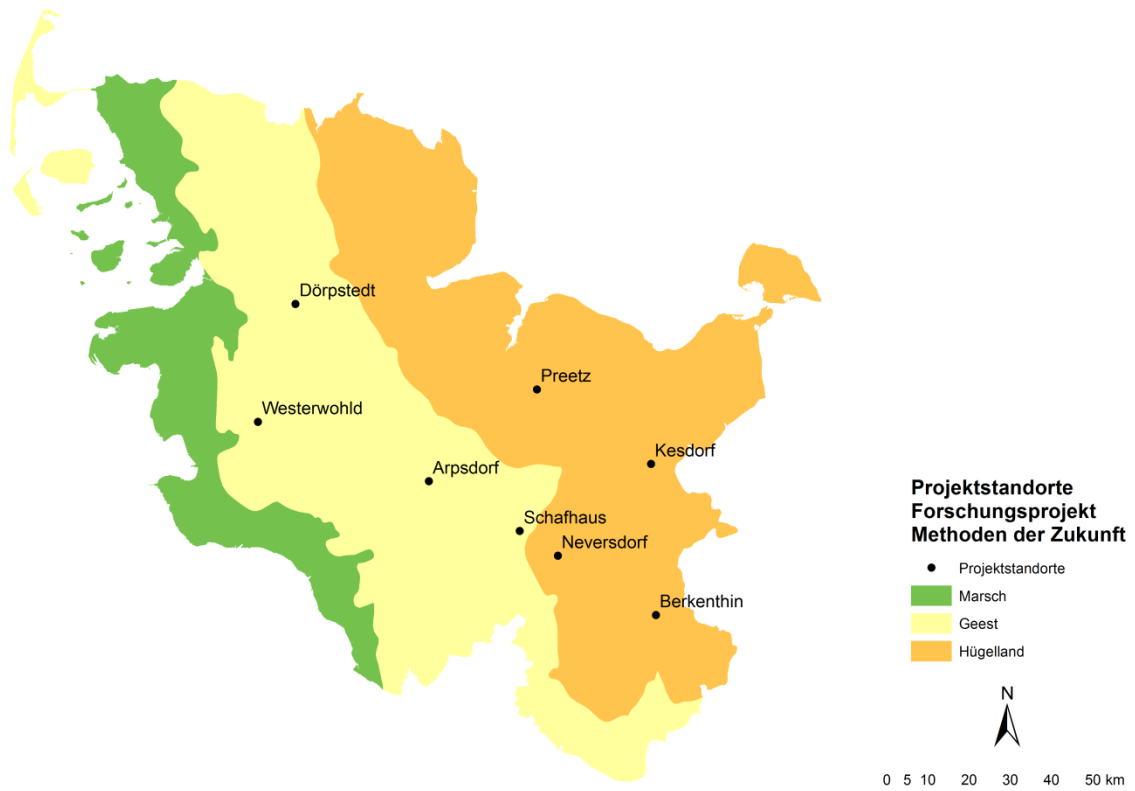 Dörpstedt
Preetz
Westerwohld
Kesdorf
Arpsdorf
Schafhaus
Neversdorf
Berkenthin
Projektstandorte
Forschungsprojekt
Methoden der Zukunft
Projektstandorte
Marsch
Geest
Hügelland
N
0 5 10 20 30 40 50 km